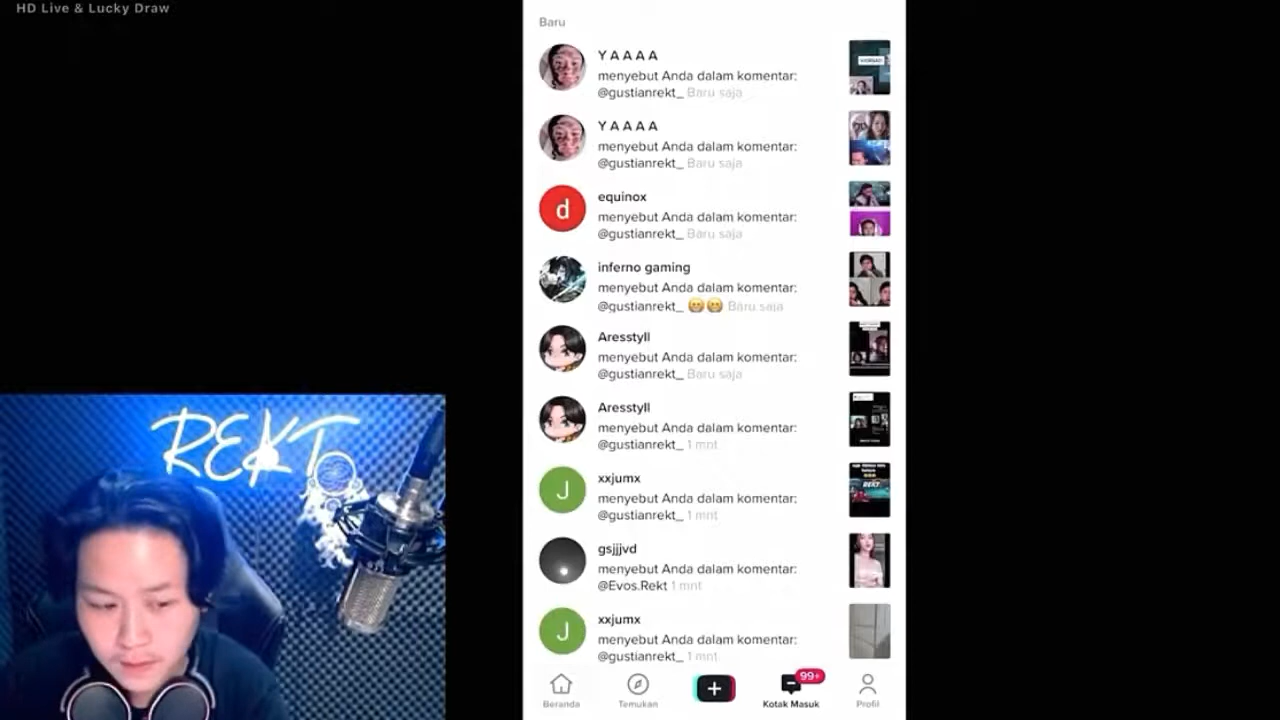 HD Live & Lucky Draw
Baru
Y A A A A
menyebut Anda dalam komentar:
@gustianrekt_ Baru saja
Y A A A A
menyebut Anda dalam komentar:
@gustianrekt_ Baru saja
equinox
menyebut Anda dalam komentar:
@gustianrekt_ Baru saja
d
inferno gaming
menyebut Anda dalam komentar:
@gustianrekt_ 😁😁 Baru saja
Aresstyll
menyebut Anda dalam komentar:
@gustianrekt_ Baru saja
Aresstyll
menyebut Anda dalam komentar:
@gustianrekt_ 1 mnt
xxjumx
menyebut Anda dalam komentar:
@gustianrekt_ 1 mnt
J
REKT
gsjjjvd
menyebut Anda dalam komentar:
@Evos.Rekt 1 mnt
xxjumx
menyebut Anda dalam komentar:
@gustianrekt_ 1 mnt
J
99+
Beranda
Temukan
Kotak Masuk
Profil
REKT